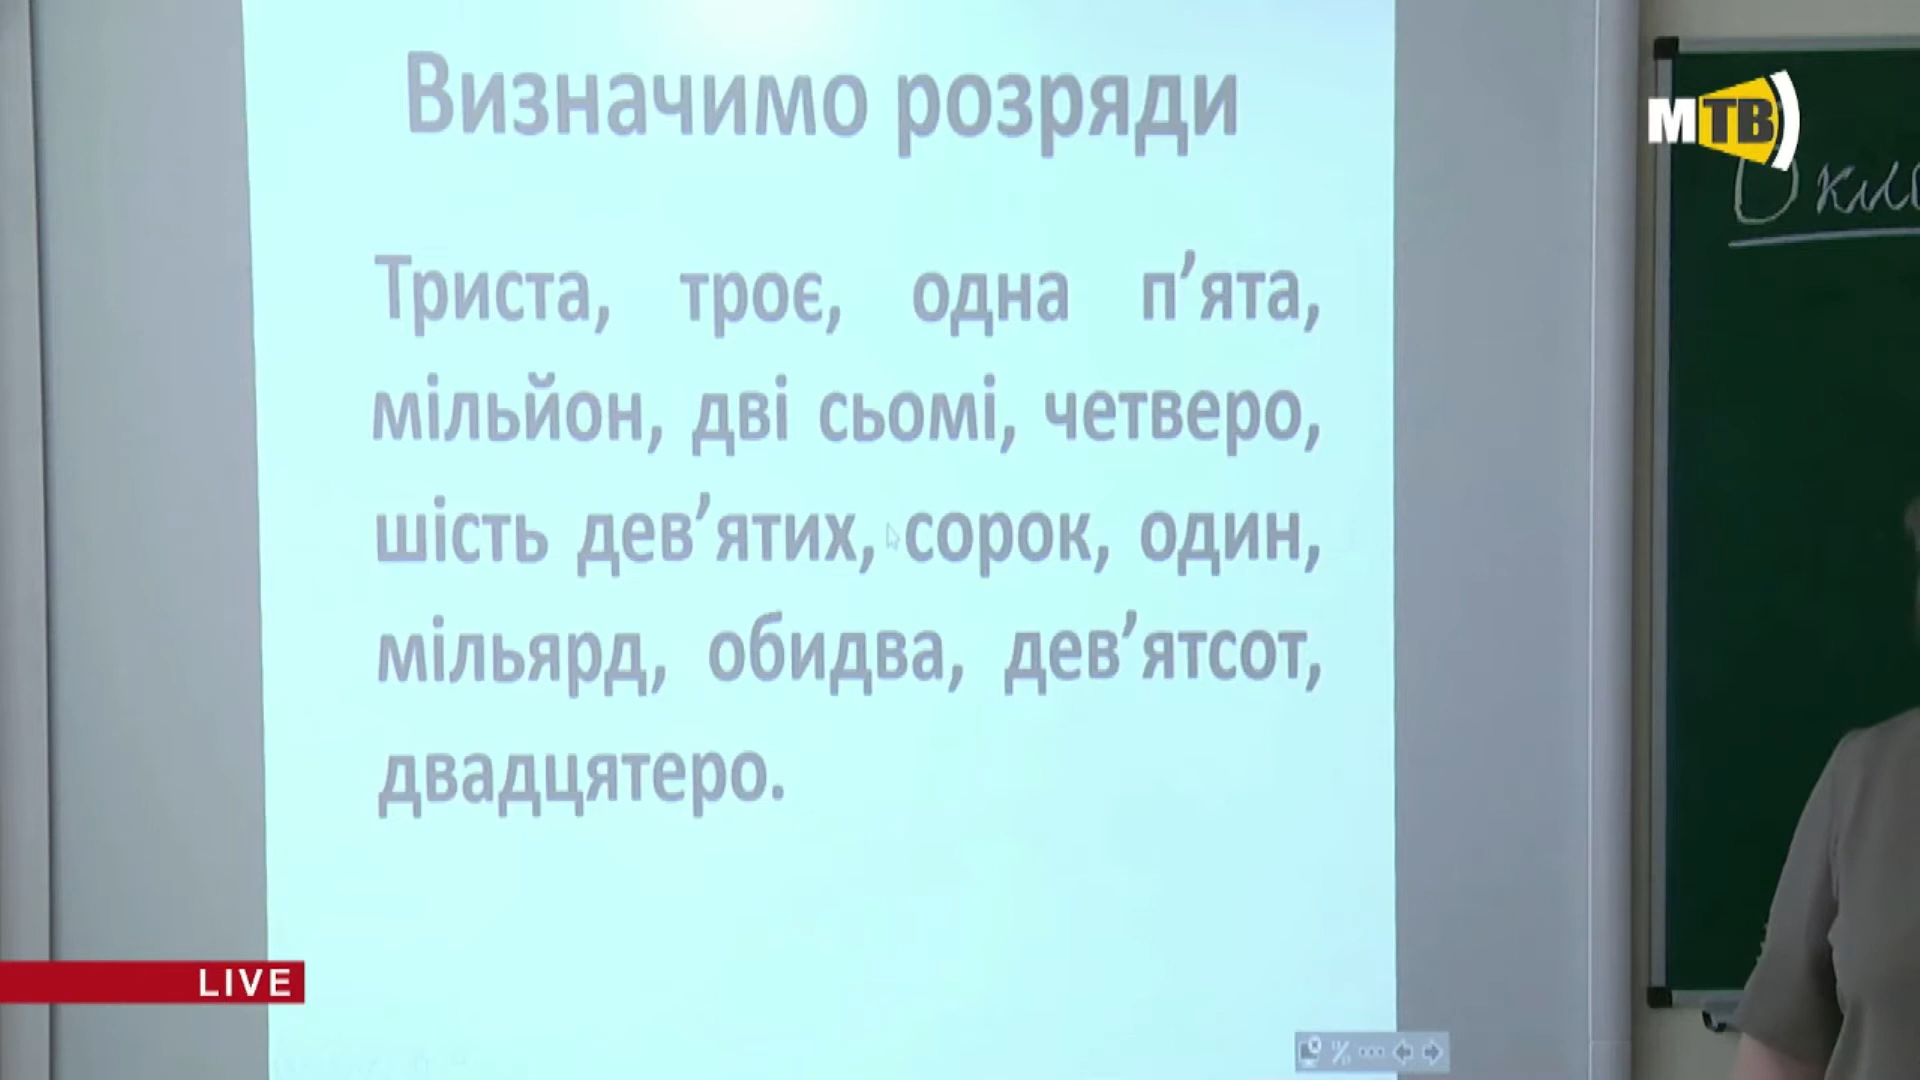 Визначимо розряди
МТВ
клас
Триста, троє, одна п’ята,
мільйон, дві сьомі, четверо,
шість дев’ятих, сорок, один,
мільярд, обидва, дев’ятсот,
двадцятеро.
LIVE